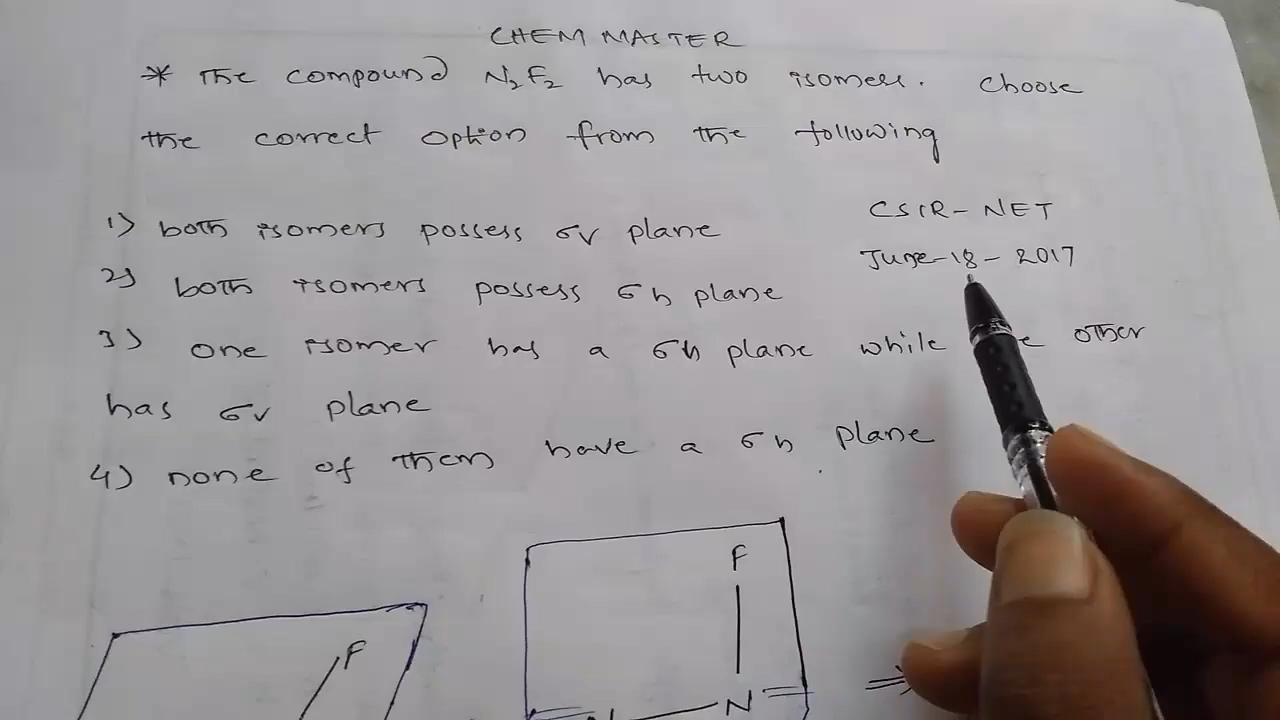 CHEM MASTER
* The compound N₂F₂ has two isomers. Choose
the correct option from the following
1) both isomers possess σv plane
CSIR-NET
June-18-2017
2) both isomers possess σh plane
3) one isomer has a σh plane while other
has σv plane
4) none of them have a σh plane
F
F
N
N